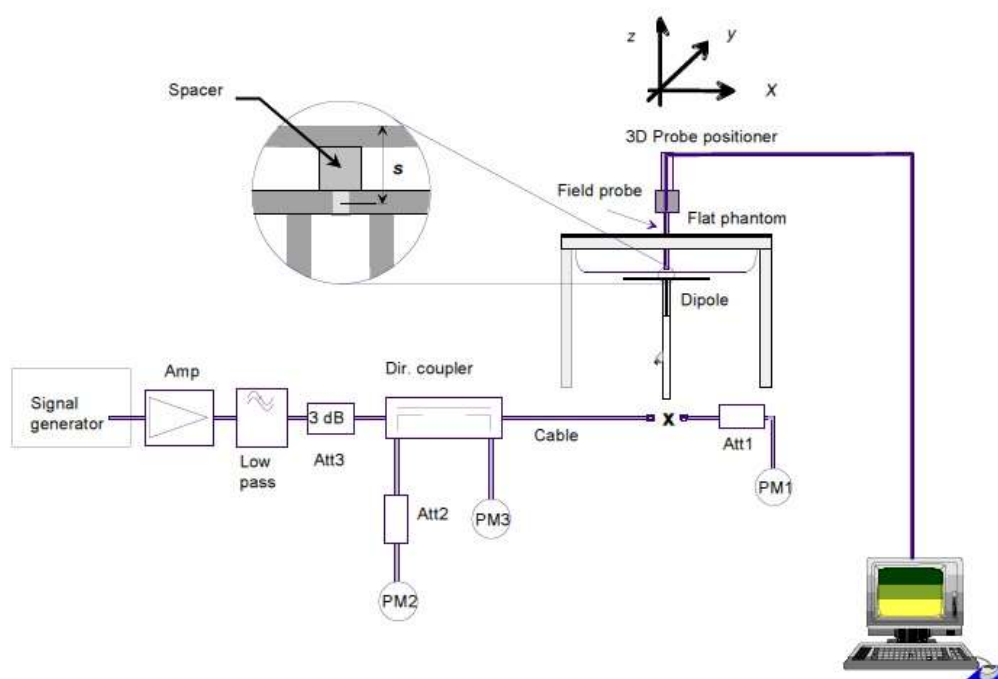 z
y
X
Spacer
3D Probe positioner
s
Field probe
Flat phantom
Dipole
Dir. coupler
Amp
Signal
generator
3 dB
Cable
X
Att1
Low
pass
Att3
PM1
Att2
PM3
PM2